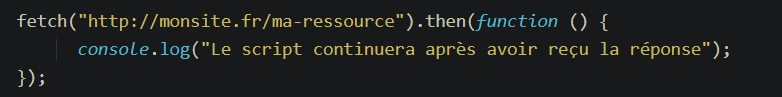 fetch("http://monsite.fr/ma-ressource").then(function () {
    console.log("Le script continuera après avoir reçu la réponse");
});